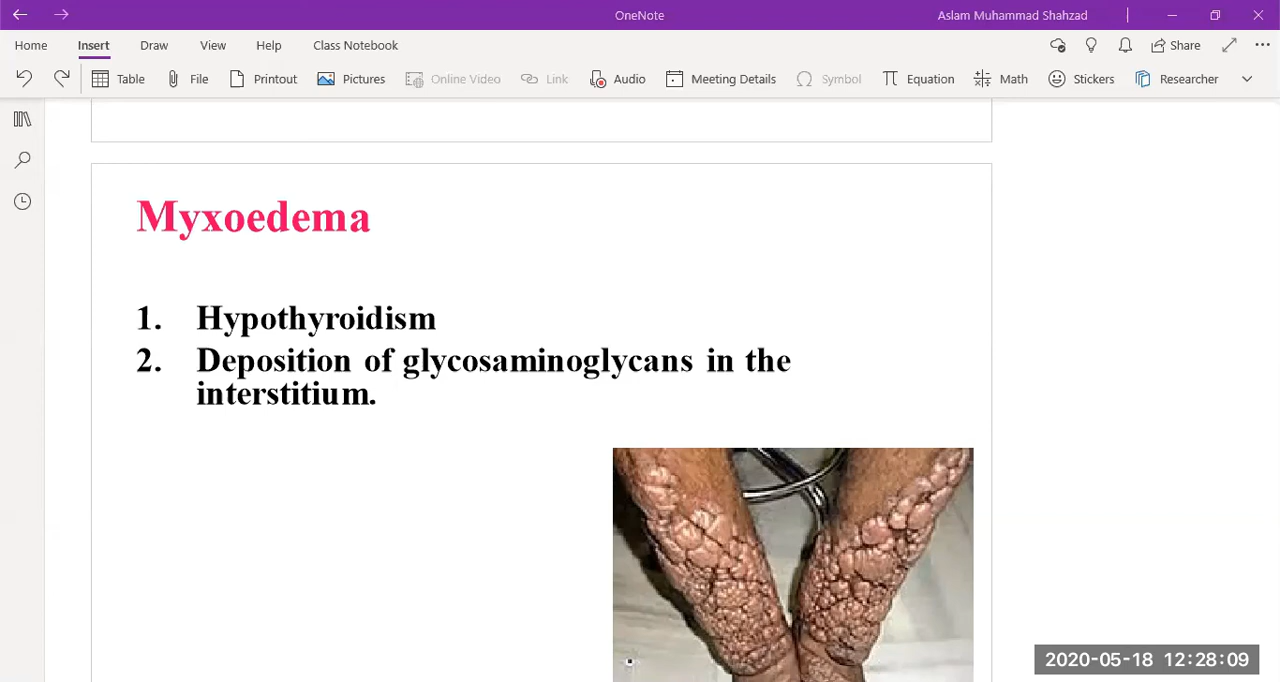 OneNote
Aslam Muhammad Shahzad
Home Insert Draw View Help Class Notebook
Share
Table File Printout Pictures Online Video Link Audio Meeting Details Symbol Equation Math Stickers Researcher
Myxoedema
1. Hypothyroidism
2. Deposition of glycosaminoglycans in the
interstitium.
2020-05-18 12:28:09